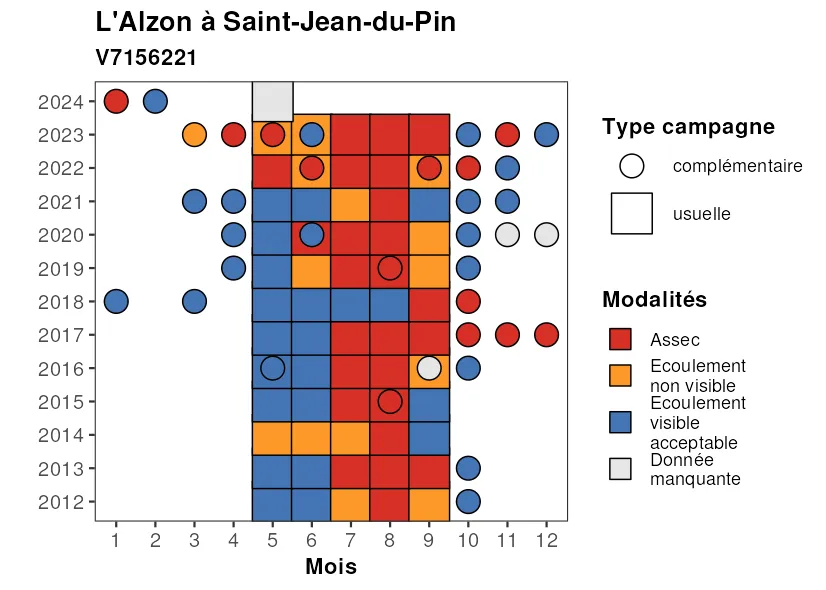 L'Alzon à Saint-Jean-du-Pin
V7156221
2024
2023
2022
2021
2020
2019
2018
2017
2016
2015
2014
2013
2012
1 2 3 4 5 6 7 8 9 10 11 12
Mois
Type campagne
complémentaire
usuelle
Modalités
Assec
Ecoulement
non visible
Ecoulement
visible
acceptable
Donnée
manquante